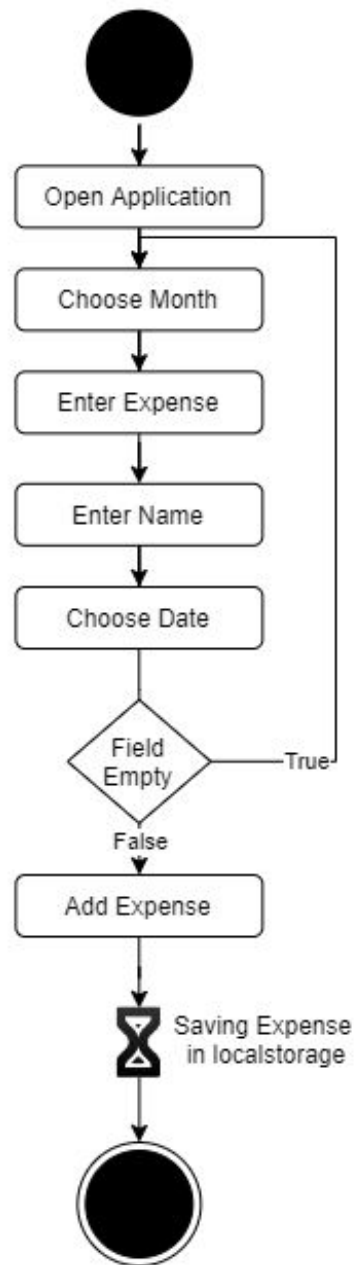 Open Application
Choose Month
Enter Expense
Enter Name
Choose Date
Field
Empty
True
False
Add Expense
Saving Expense
in localstorage